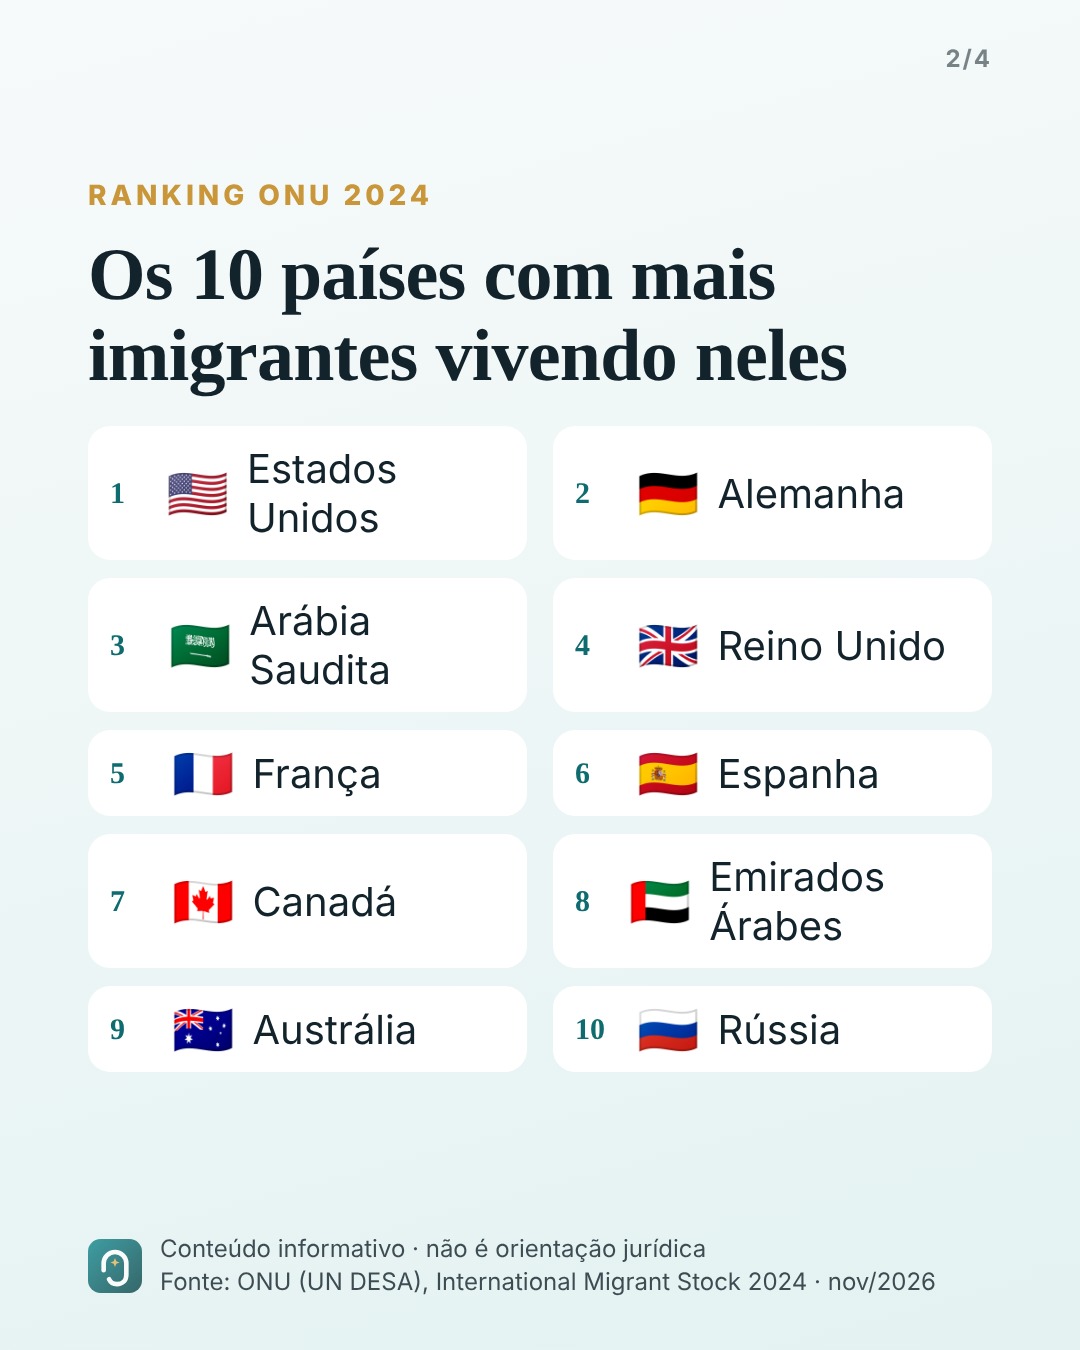 2/4
RANKING ONU 2024
Os 10 países com mais
imigrantes vivendo neles
1 Estados
Unidos
2 Alemanha
3 Arábia
Saudita
4 Reino Unido
5 França
6 Espanha
7 Canadá
8 Emirados
Árabes
9 Austrália
10 Rússia
Conteúdo informativo · não é orientação jurídica
Fonte: ONU (UN DESA), International Migrant Stock 2024 · nov/2026